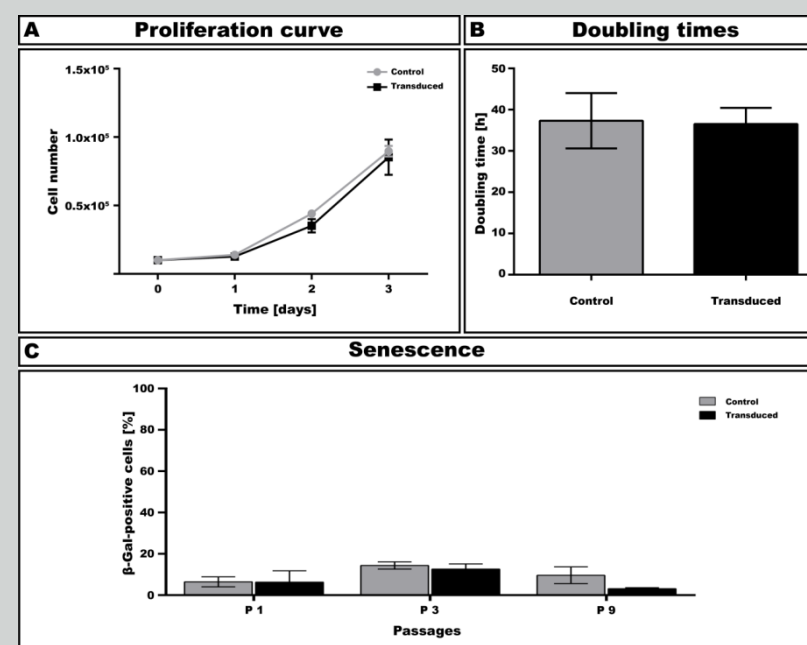 A Proliferation curve
1.5x10⁵
1.0x10⁵
0.5x10⁵
Cell number
Control
Transduced
0 1 2 3
Time [days]
B Doubling times
50
40
30
20
10
0
Doubling time [h]
Control Transduced
C Senescence
100
80
60
40
20
0
β-Gal-positive cells [%]
Control
Transduced
P 1 P 3 P 9
Passages